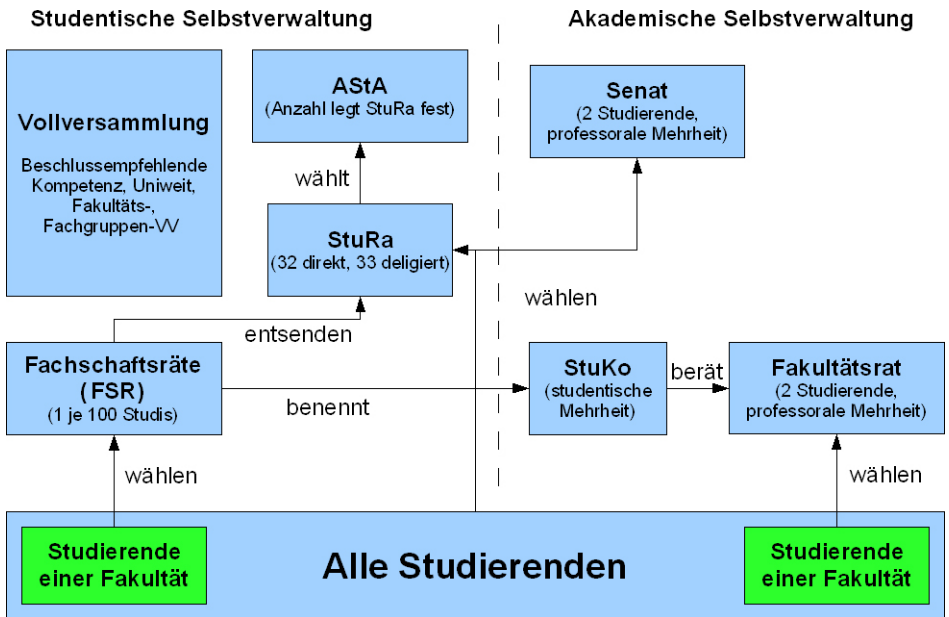 Studentische Selbstverwaltung
Akademische Selbstverwaltung
Vollversammlung
Beschlussempfehlende
Kompetenz, Uniweit,
Fakultäts-,
Fachgruppen-VV
AStA
(Anzahl legt StuRa fest)
Senat
(2 Studierende,
professorale Mehrheit)
wählt
StuRa
(32 direkt, 33 deligiert)
wählen
entsenden
Fachschaftsräte
(FSR)
(1 je 100 Studis)
benennt
StuKo
(studentische
Mehrheit)
berät
Fakultätsrat
(2 Studierende,
professorale Mehrheit)
wählen
wählen
Studierende
einer Fakultät
Alle Studierenden
Studierende
einer Fakultät